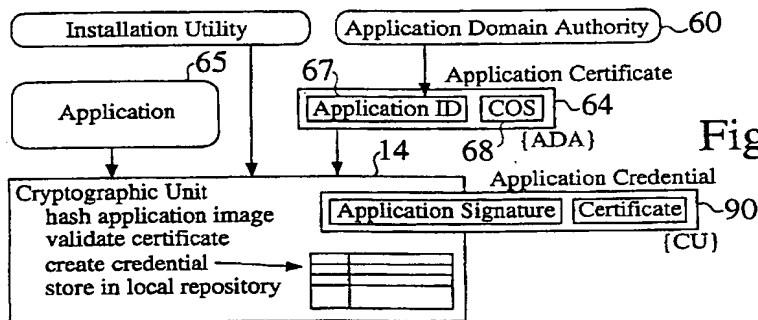 Installation Utility
Application Domain Authority
60
65
67
Application Certificate
Application
Application ID
COS
64
68
{ADA}
Fig
14
Application Credential
Cryptographic Unit
hash application image
Application Signature
Certificate
90
validate certificate
{CU}
create credential
store in local repository